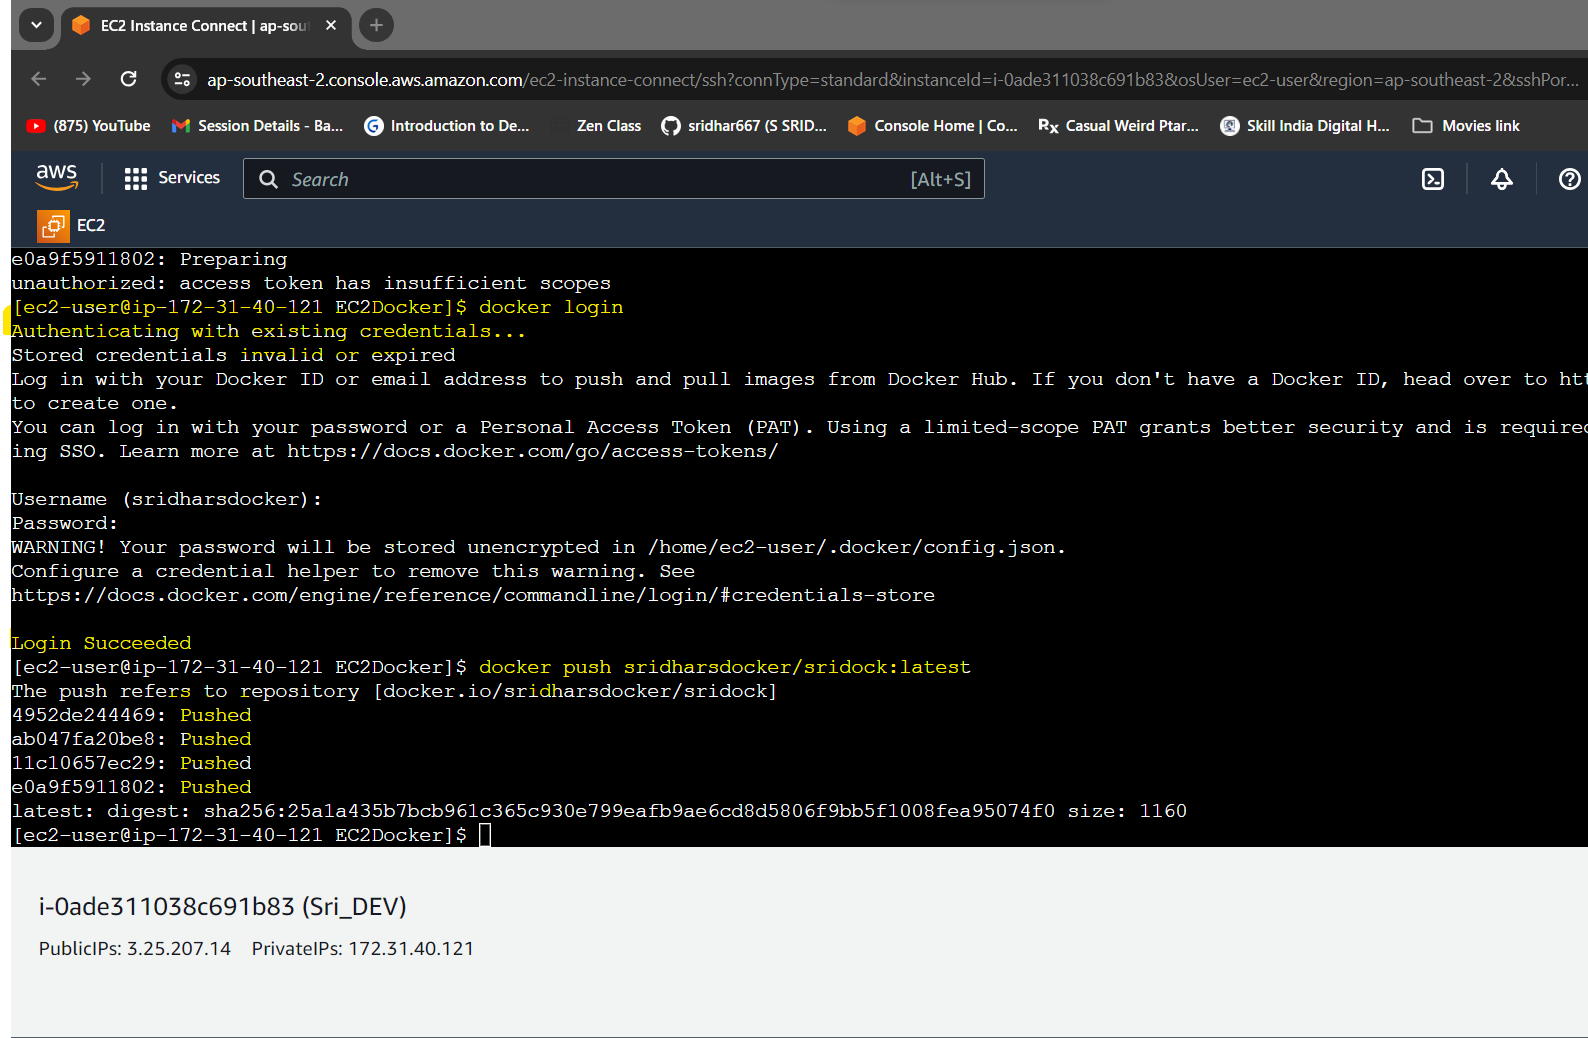 EC2 Instance Connect | ap-sou
ap-southeast-2.console.aws.amazon.com/ec2-instance-connect/ssh?connType=standard&instanceId=i-0ade311038c691b83&osUser=ec2-user&region=ap-southeast-2&sshPor...
(875) YouTube
Session Details - Ba...
Introduction to De...
Zen Class
sridhar667 (S SRID...
Console Home | Co...
Rx Casual Weird Ptar...
Skill India Digital H...
Movies link
aws
Services
Search
[Alt+S]
EC2
e0a9f5911802: Preparing
unauthorized: access token has insufficient scopes
[ec2-user@ip-172-31-40-121 EC2Docker]$ docker login
Authenticating with existing credentials...
Stored credentials invalid or expired
Log in with your Docker ID or email address to push and pull images from Docker Hub. If you don't have a Docker ID, head over to htt
to create one.
You can log in with your password or a Personal Access Token (PAT). Using a limited-scope PAT grants better security and is required
ing SSO. Learn more at https://docs.docker.com/go/access-tokens/
Username (sridharsdocker):
Password:
WARNING! Your password will be stored unencrypted in /home/ec2-user/.docker/config.json.
Configure a credential helper to remove this warning. See
https://docs.docker.com/engine/reference/commandline/login/#credentials-store
Login Succeeded
[ec2-user@ip-172-31-40-121 EC2Docker]$ docker push sridharsdocker/sridock:latest
The push refers to repository [docker.io/sridharsdocker/sridock]
4952de244469: Pushed
ab047fa20be8: Pushed
11c10657ec29: Pushed
e0a9f5911802: Pushed
latest: digest: sha256:25a1a435b7bcb961c365c930e799eafb9ae6cd8d5806f9bb5f1008fea95074f0 size: 1160
[ec2-user@ip-172-31-40-121 EC2Docker]$
i-0ade311038c691b83 (Sri_DEV)
PublicIPs: 3.25.207.14 PrivateIPs: 172.31.40.121